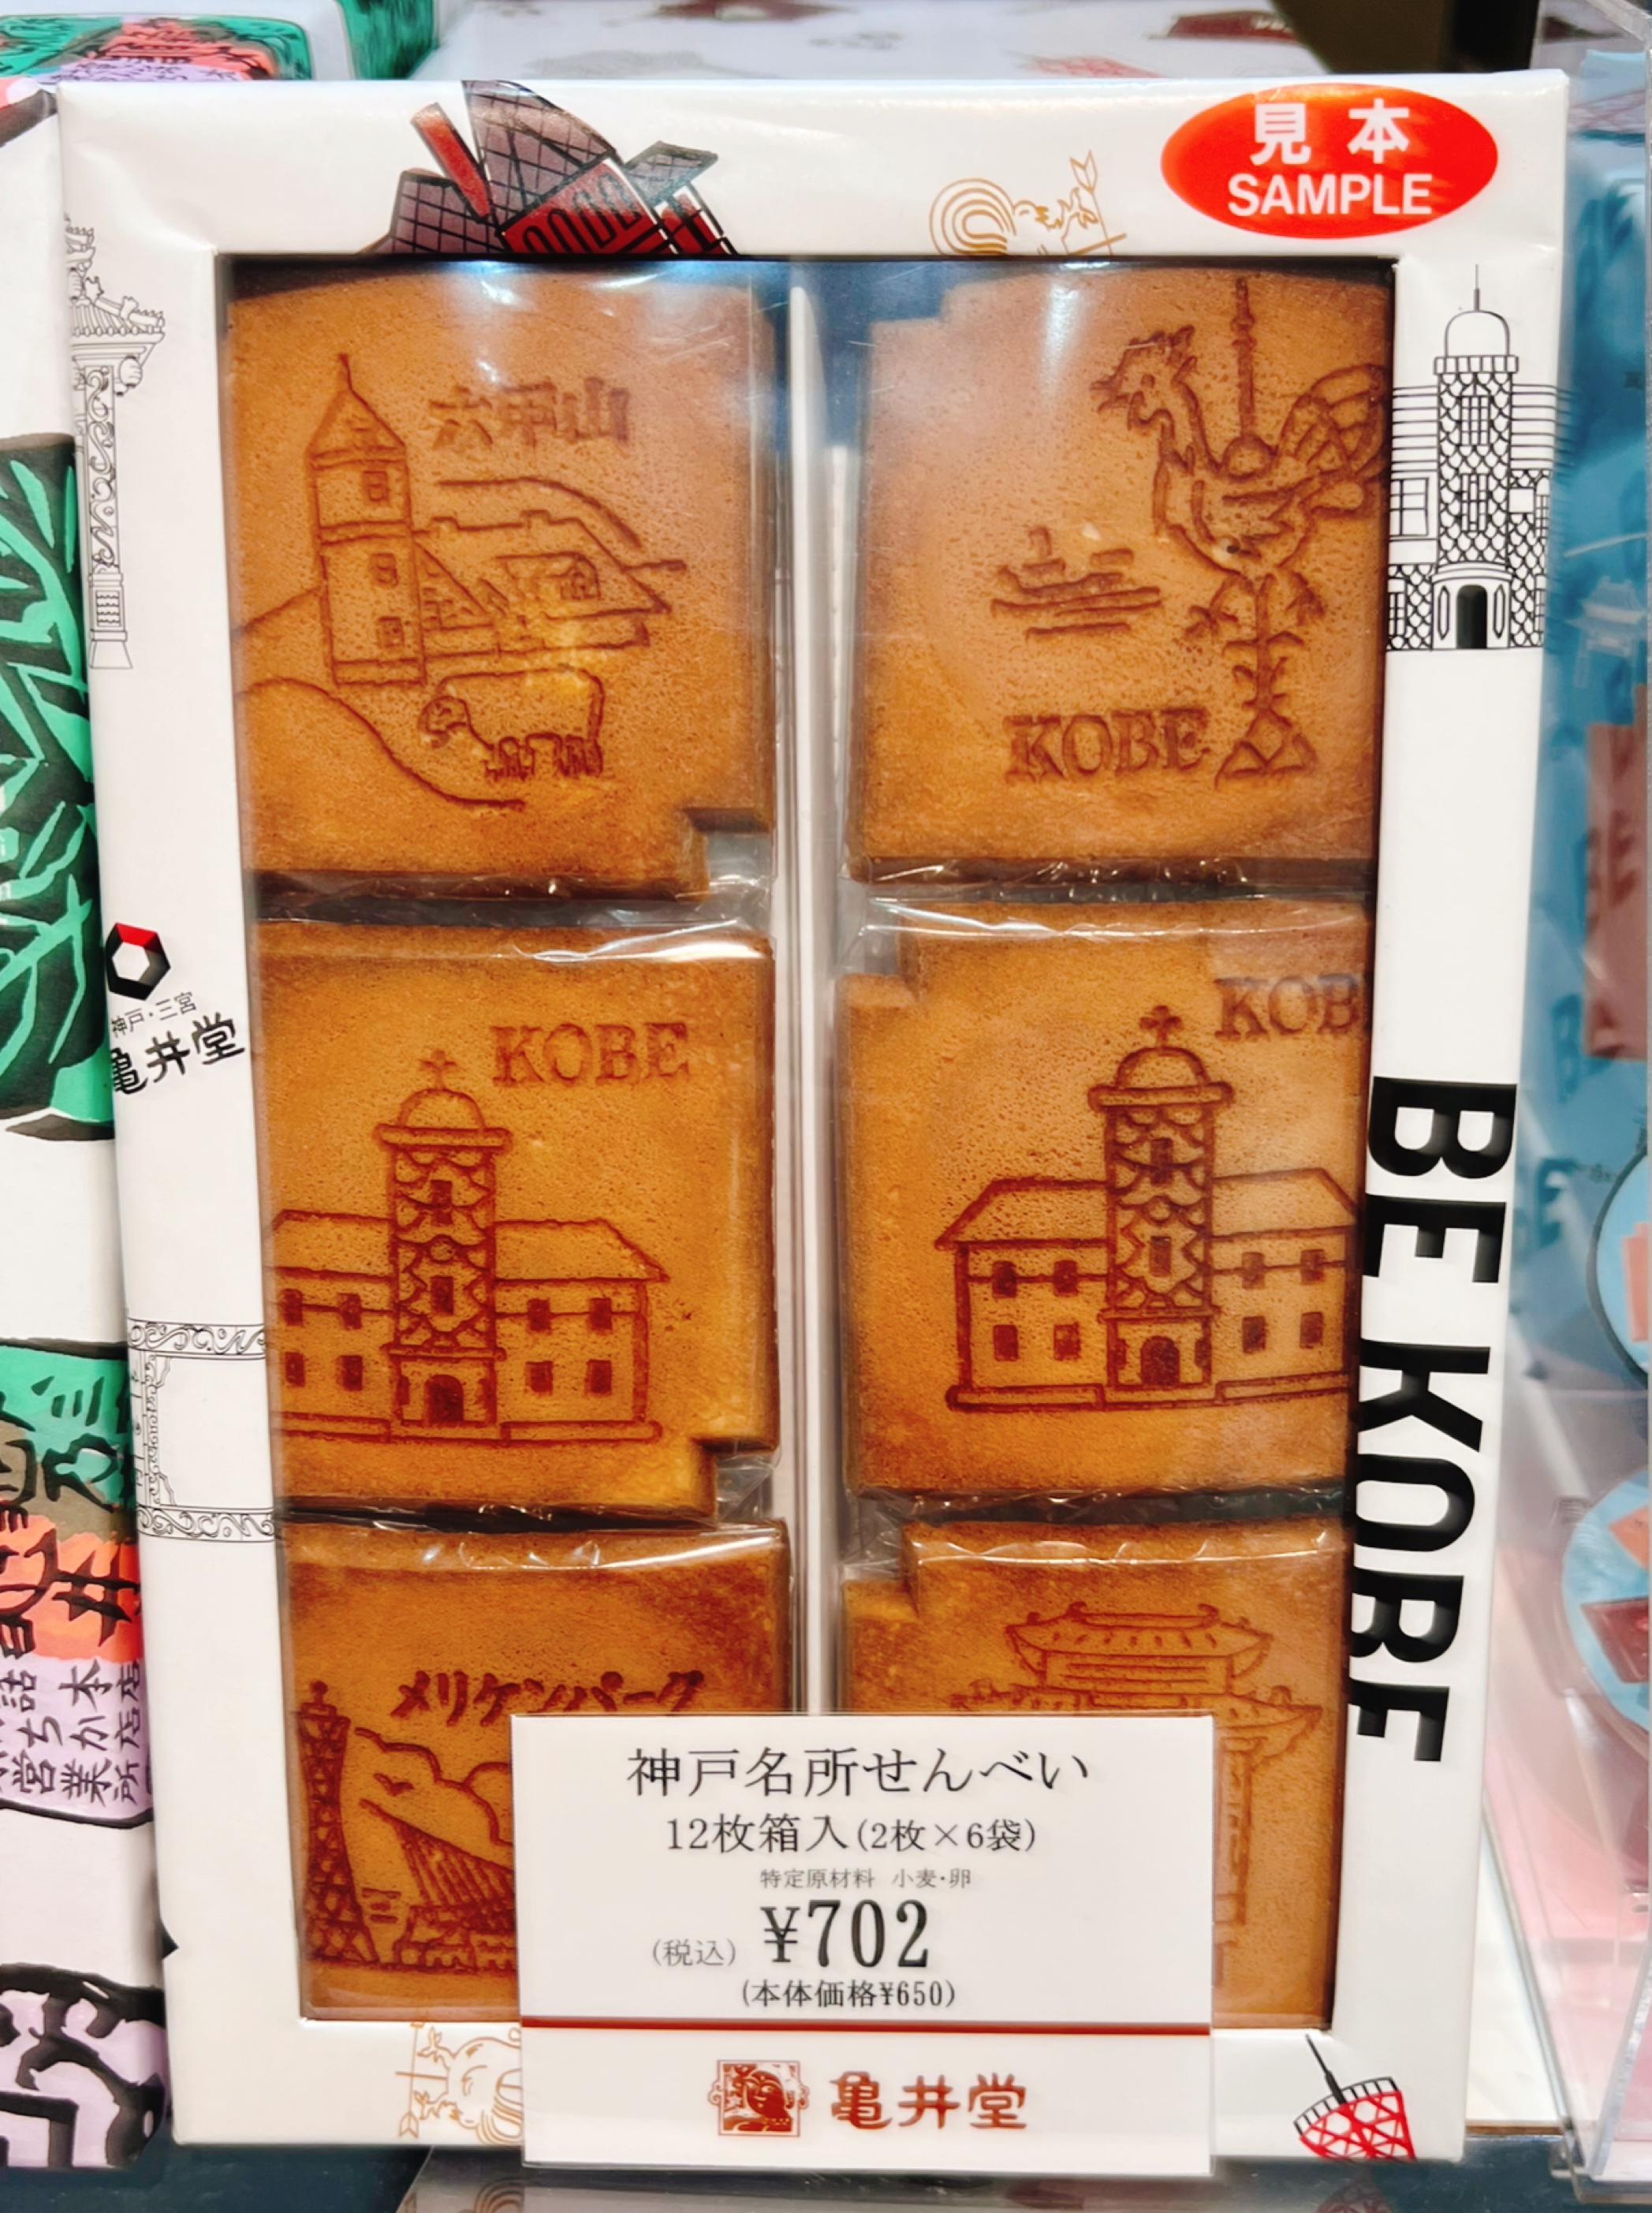 見本
SAMPLE
六甲山
KOBE
神戸・三宮
亀井堂
KOBE
KOB
BE KOBE
メリケンパーク
神戸名所せんべい
12枚箱入(2枚×6袋)
特定原材料 小麦・卵
(税込) ¥702
(本体価格¥650)
亀井堂